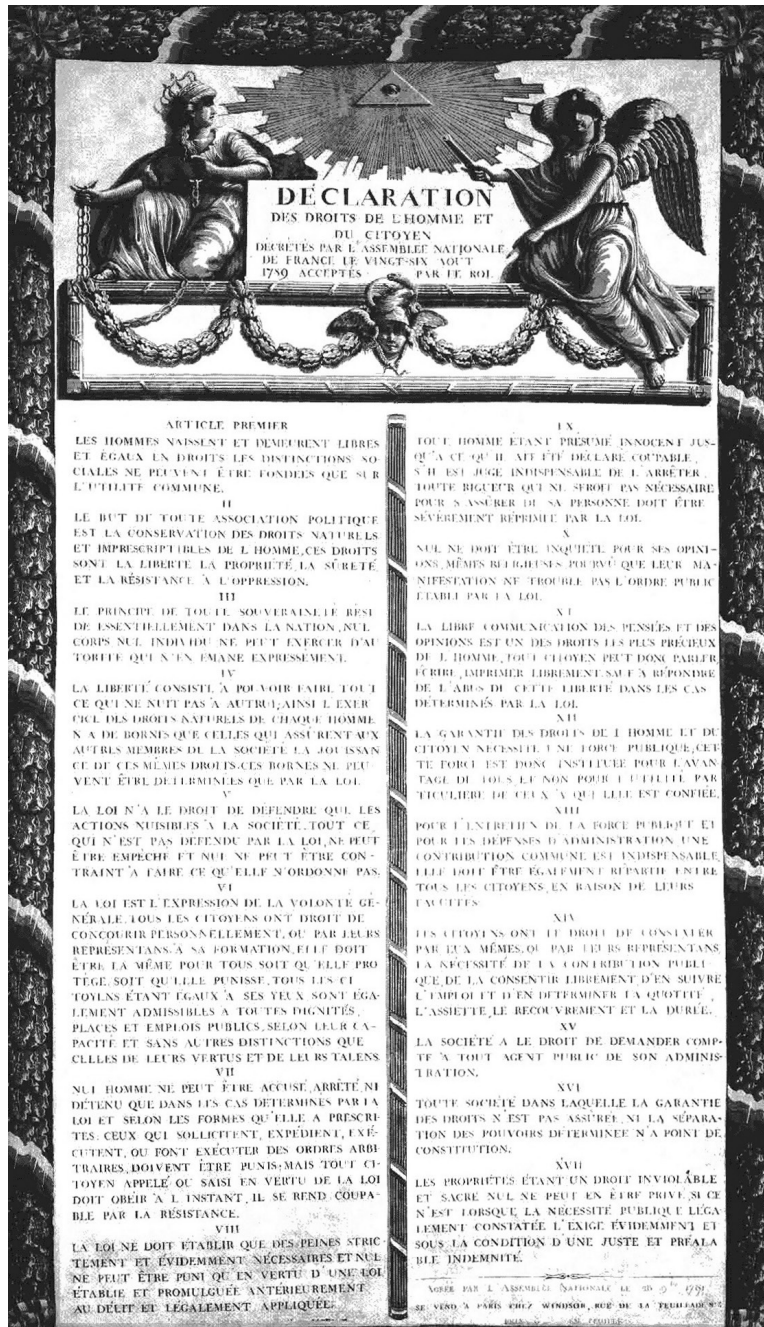 DÉCLARATION
DES DROITS DE L'HOMME ET
DU CITOYEN
DÉCRÉTÉS PAR L'ASSEMBLÉE NATIONALE
DE FRANCE LE VINGT-SIX AOUT
1789 ACCEPTÉS PAR LE ROI
ARTICLE PREMIER
LES HOMMES NAISSENT ET DEMEURENT LIBRES
ET ÉGAUX EN DROITS LES DISTINCTIONS SO-
CIALES NE PEUVENT ÊTRE FONDÉES QUE SUR
L'UTILITÉ COMMUNE.
II
LE BUT DE TOUTE ASSOCIATION POLITIQUE
EST LA CONSERVATION DES DROITS NATURELS
ET IMPRESCRIPTIBLES DE L'HOMME, CES DROITS
SONT LA LIBERTÉ LA PROPRIÉTÉ, LA SÛRETÉ
ET LA RÉSISTANCE A L'OPPRESSION.
III
LE PRINCIPE DE TOUTE SOUVERAINETÉ RÉSI
DE ESSENTIELLEMENT DANS LA NATION, NUL
CORPS NUL INDIVIDU NE PEUT EXERCER D'AU
TORITÉ QUI N'EN EMANE EXPRESSÉMENT.
IV
LA LIBERTÉ CONSISTE A POUVOIR FAIRE TOUT
CE QUI NE NUIT PAS A AUTRUI; AINSI L'EXER
CICE DES DROITS NATURELS DE CHAQUE HOMME
N'A DE BORNES QUE CELLES QUI ASSURENT AUX
AUTRES MEMBRES DE LA SOCIÉTÉ LA JOUISSAN
CE DE CES MÊMES DROITS. CES BORNES NE PEU-
VENT ÊTRE DETERMINÉES QUE PAR LA LOI.
V
LA LOI N'A LE DROIT DE DÉFENDRE QUE LES
ACTIONS NUISIBLES A LA SOCIÉTÉ. TOUT CE
QUI N'EST PAS DÉFENDU PAR LA LOI, NE PEUT
ÊTRE EMPÊCHÉ ET NUL NE PEUT ÊTRE CON-
TRAINT A FAIRE CE QU'ELLE N'ORDONNE PAS.
VI
LA LOI EST L'EXPRESSION DE LA VOLONTÉ GÉ-
NÉRALE. TOUS LES CITOYENS ONT DROIT DE
CONCOURIR PERSONNELLEMENT, OU PAR LEURS
REPRÉSENTANS, A SA FORMATION, ELLE DOIT
ÊTRE LA MÊME POUR TOUS SOIT QU'ELLE PRO
TÉGE, SOIT QU'ELLE PUNISSE, TOUS LES CI
TOYENS ÉTANT ÉGAUX A SES YEUX SONT ÉGA-
LEMENT ADMISSIBLES A TOUTES DIGNITÉS,
PLACES ET EMPLOIS PUBLICS, SELON LEUR CA-
PACITÉ ET SANS AUTRES DISTINCTIONS QUE
CELLES DE LEURS VERTUS ET DE LEURS TALENS.
VII
NUL HOMME NE PEUT ÊTRE ACCUSÉ, ARRÊTÉ, NI
DÉTENU QUE DANS LES CAS DÉTERMINÉS PAR LA
LOI ET SELON LES FORMES QU'ELLE A PRESCRI-
TES. CEUX QUI SOLLICITENT, EXPÉDIENT, EXÉ-
CUTENT, OU FONT EXÉCUTER DES ORDRES ARBI-
TRAIRES, DOIVENT ÊTRE PUNIS; MAIS TOUT CI-
TOYEN APPELÉ OU SAISI EN VERTU DE LA LOI
DOIT OBÉIR A L'INSTANT, IL SE REND COUPA-
BLE PAR LA RÉSISTANCE.
VIII
LA LOI NE DOIT ÉTABLIR QUE DES PEINES STRIC-
TEMENT ET ÉVIDEMMENT NÉCESSAIRES ET NUL
NE PEUT ÊTRE PUNI QU'EN VERTU D'UNE LOI
ÉTABLIE ET PROMULGUÉE ANTÉRIEUREMENT
AU DÉLIT ET LÉGALEMENT APPLIQUÉE.
IX
TOUT HOMME ÉTANT PRÉSUMÉ INNOCENT JUS-
QU'A CE QU'IL AIT ÉTÉ DÉCLARÉ COUPABLE,
S'IL EST JUGÉ INDISPENSABLE DE L'ARRÊTER,
TOUTE RIGUEUR QUI NE SEROIT PAS NÉCESSAIRE
POUR S'ASSURER DE SA PERSONNE DOIT ÊTRE
SÉVÈREMENT RÉPRIMÉE PAR LA LOI.
X
NUL NE DOIT ÊTRE INQUIÉTÉ POUR SES OPINI-
ONS, MÊMES RELIGIEUSES POURVÛ QUE LEUR MA-
NIFESTATION NE TROUBLE PAS L'ORDRE PUBLIC
ÉTABLI PAR LA LOI.
XI
LA LIBRE COMMUNICATION DES PENSÉES ET DES
OPINIONS EST UN DES DROITS LES PLUS PRÉCIEUX
DE L'HOMME, TOUT CITOYEN PEUT DONC PARLER,
ÉCRIRE, IMPRIMER LIBREMENT, SAUF A RÉPONDRE
DE L'ABUS DE CETTE LIBERTÉ DANS LES CAS
DÉTERMINÉS PAR LA LOI.
XII
LA GARANTIE DES DROITS DE L'HOMME ET DU
CITOYEN NÉCESSITE UNE FORCE PUBLIQUE, CET-
TE FORCE EST DONC INSTITUÉE POUR L'AVAN-
TAGE DE TOUS, ET NON POUR L'UTILITÉ PAR
TICULIERE DE CEUX A QUI ELLE EST CONFIÉE.
XIII
POUR L'ENTRETIEN DE LA FORCE PUBLIQUE ET
POUR LES DÉPENSES D'ADMINISTRATION UNE
CONTRIBUTION COMMUNE EST INDISPENSABLE,
ELLE DOIT ÊTRE ÉGALEMENT RÉPARTIE ENTRE
TOUS LES CITOYENS, EN RAISON DE LEURS
FACULTÉS
XIV
LES CITOYENS ONT LE DROIT DE CONSTATER
PAR EUX MÊMES, OU PAR LEURS REPRÉSENTANS,
LA NÉCESSITÉ DE LA CONTRIBUTION PUBLI-
QUE, DE LA CONSENTIR LIBREMENT, D'EN SUIVRE
L'EMPLOI ET D'EN DÉTERMINER LA QUOTITÉ,
L'ASSIETTE, LE RECOUVREMENT ET LA DURÉE.
XV
LA SOCIÉTÉ A LE DROIT DE DEMANDER COMP-
TE A TOUT AGENT PUBLIC DE SON ADMINIS-
TRATION.
XVI
TOUTE SOCIÉTÉ DANS LAQUELLE LA GARANTIE
DES DROITS N'EST PAS ASSURÉE, NI LA SÉPARA-
TION DES POUVOIRS DÉTERMINÉE N'A POINT DE
CONSTITUTION.
XVII
LES PROPRIÉTÉS ÉTANT UN DROIT INVIOLABLE
ET SACRÉ NUL NE PEUT EN ÊTRE PRIVÉ, SI CE
N'EST LORSQUE LA NÉCESSITÉ PUBLIQUE, LÉGA-
LEMENT CONSTATÉE L'EXIGE ÉVIDEMMENT ET
SOUS LA CONDITION D'UNE JUSTE ET PRÉALA
BLE INDEMNITÉ.
AGRÉE PAR L'ASSEMBLÉE NATIONALE LE 9bre 1791
SE VEND A PARIS CHEZ WINDSOR, RUE DE LA FEUILLADE